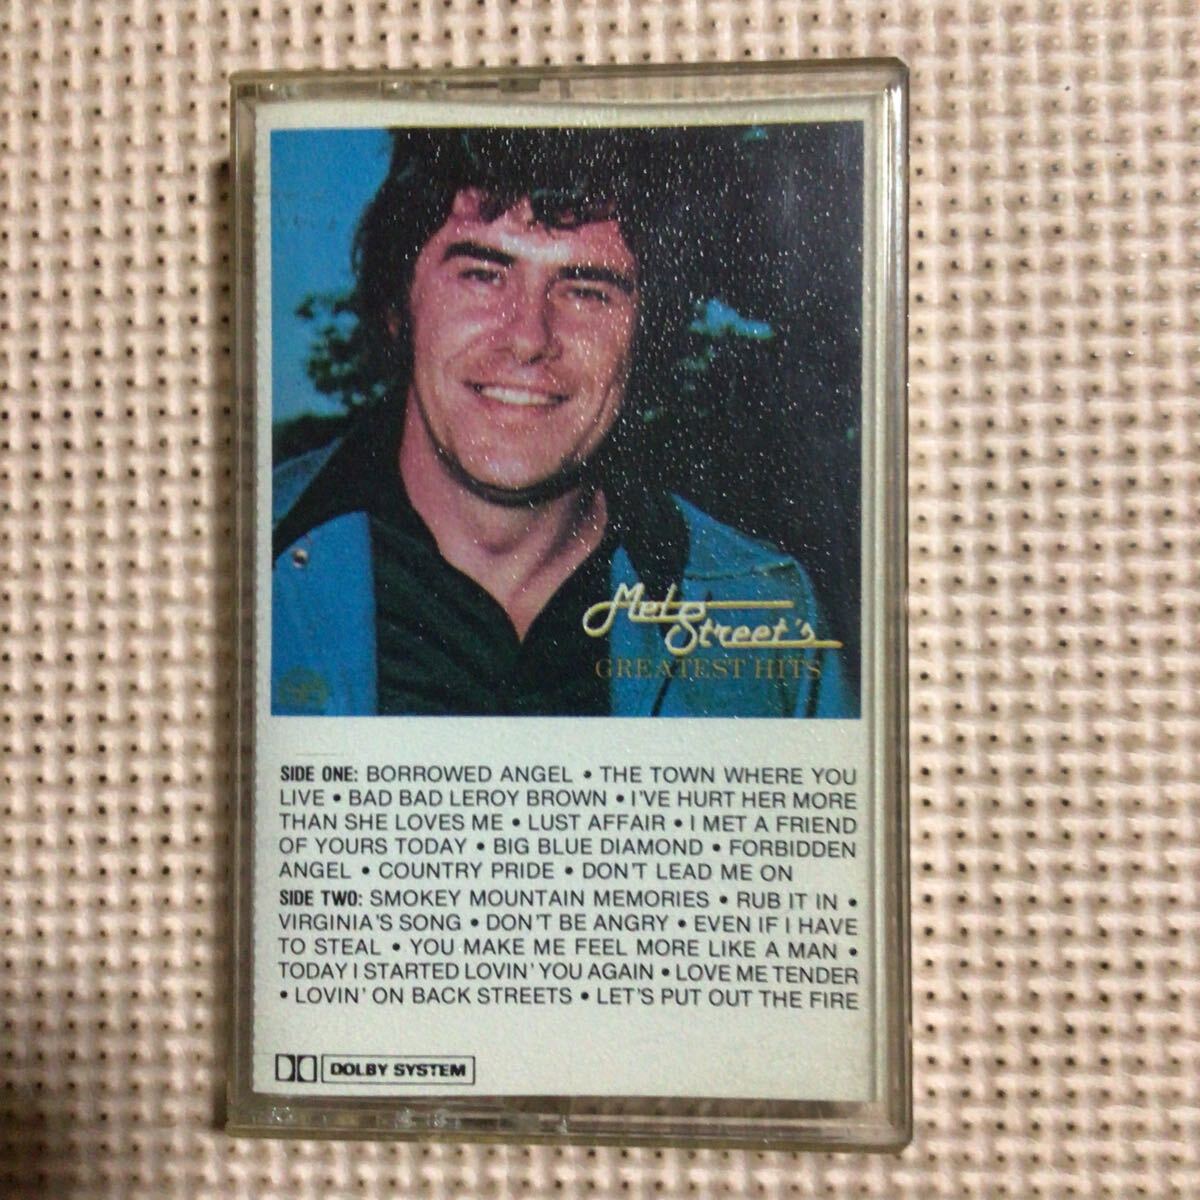 Mel
Street's
GREATEST HITS
SIDE ONE: BORROWED ANGEL • THE TOWN WHERE YOU
LIVE • BAD BAD LEROY BROWN • I'VE HURT HER MORE
THAN SHE LOVES ME • LUST AFFAIR • I MET A FRIEND
OF YOURS TODAY • BIG BLUE DIAMOND • FORBIDDEN
ANGEL • COUNTRY PRIDE • DON'T LEAD ME ON
SIDE TWO: SMOKEY MOUNTAIN MEMORIES • RUB IT IN •
VIRGINIA'S SONG • DON'T BE ANGRY • EVEN IF I HAVE
TO STEAL • YOU MAKE ME FEEL MORE LIKE A MAN •
TODAY I STARTED LOVIN' YOU AGAIN • LOVE ME TENDER
• LOVIN' ON BACK STREETS • LET'S PUT OUT THE FIRE
DOLBY SYSTEM